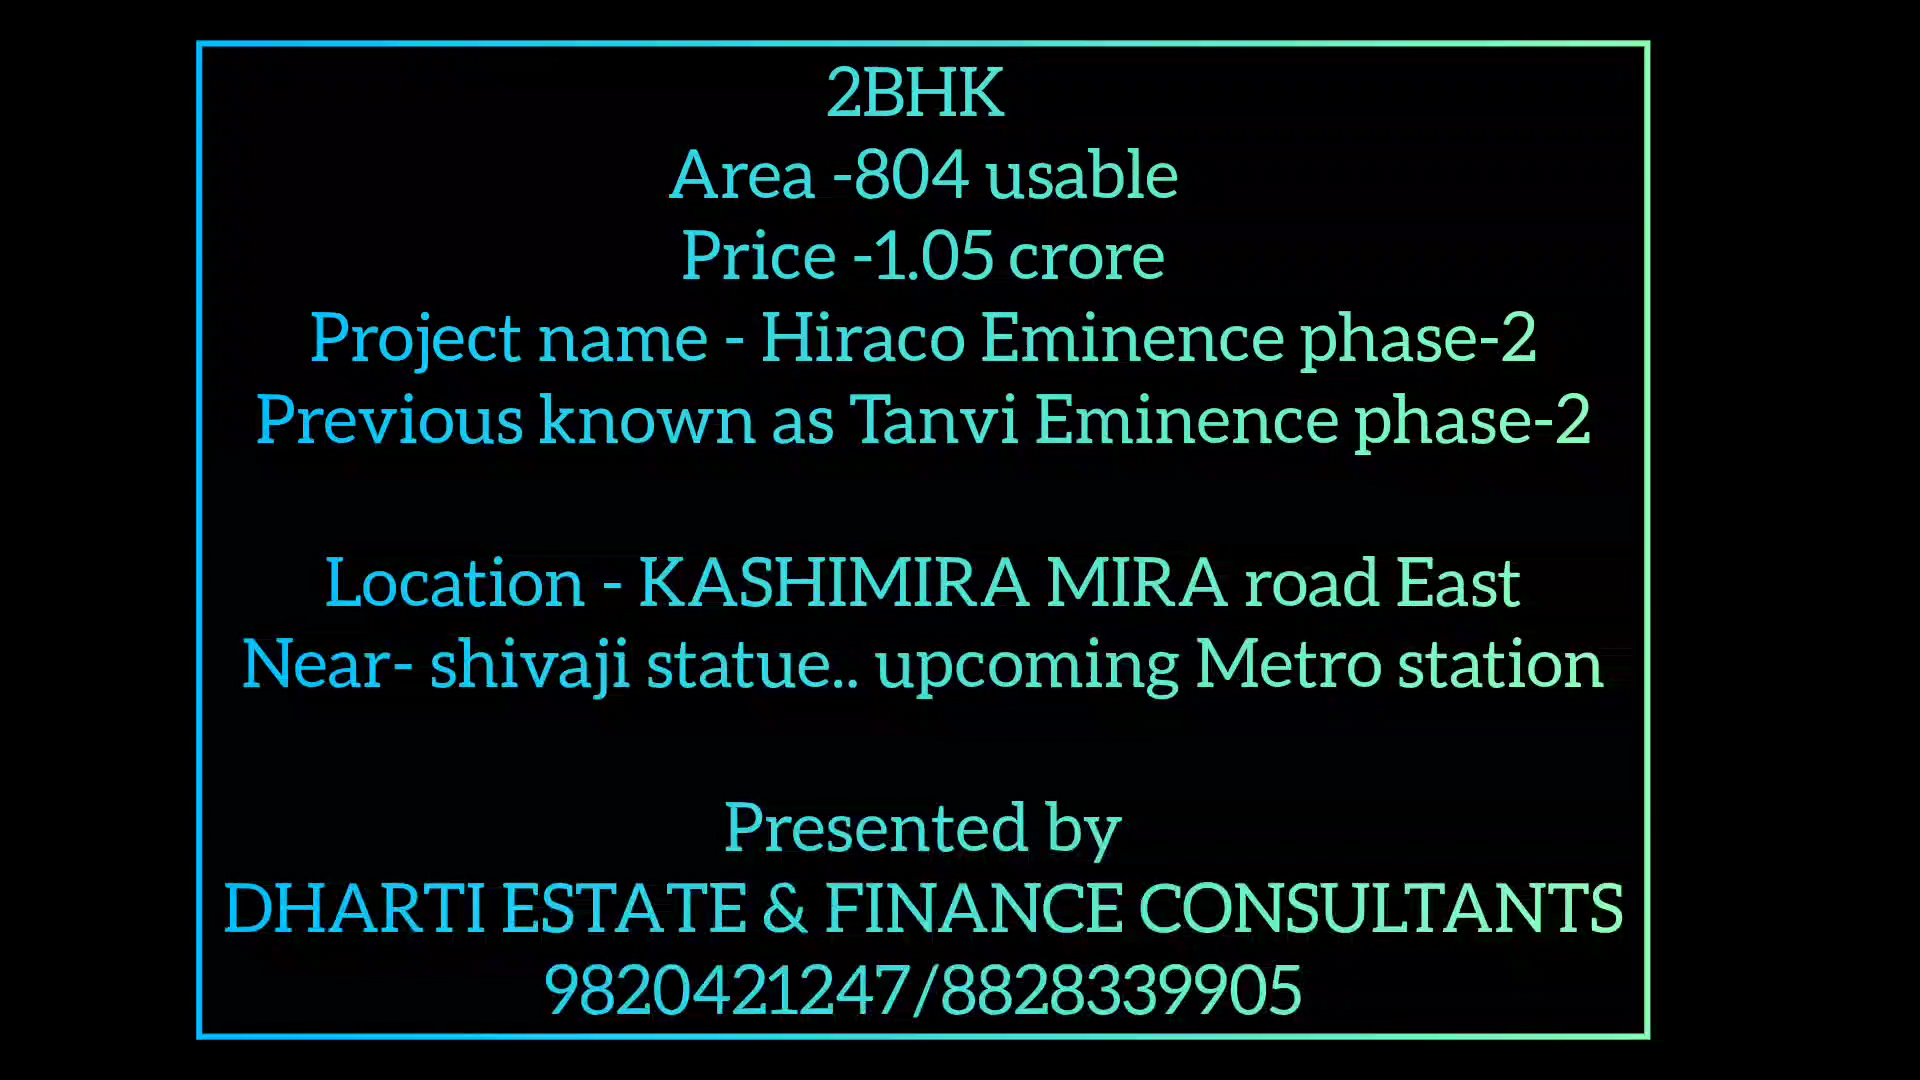 2BHK
Area -804 usable
Price -1.05 crore
Project name - Hiraco Eminence phase-2
Previous known as Tanvi Eminence phase-2
Location - KASHIMIRA MIRA road East
Near- shivaji statue.. upcoming Metro station
Presented by
DHARTI ESTATE & FINANCE CONSULTANTS
9820421247/8828339905